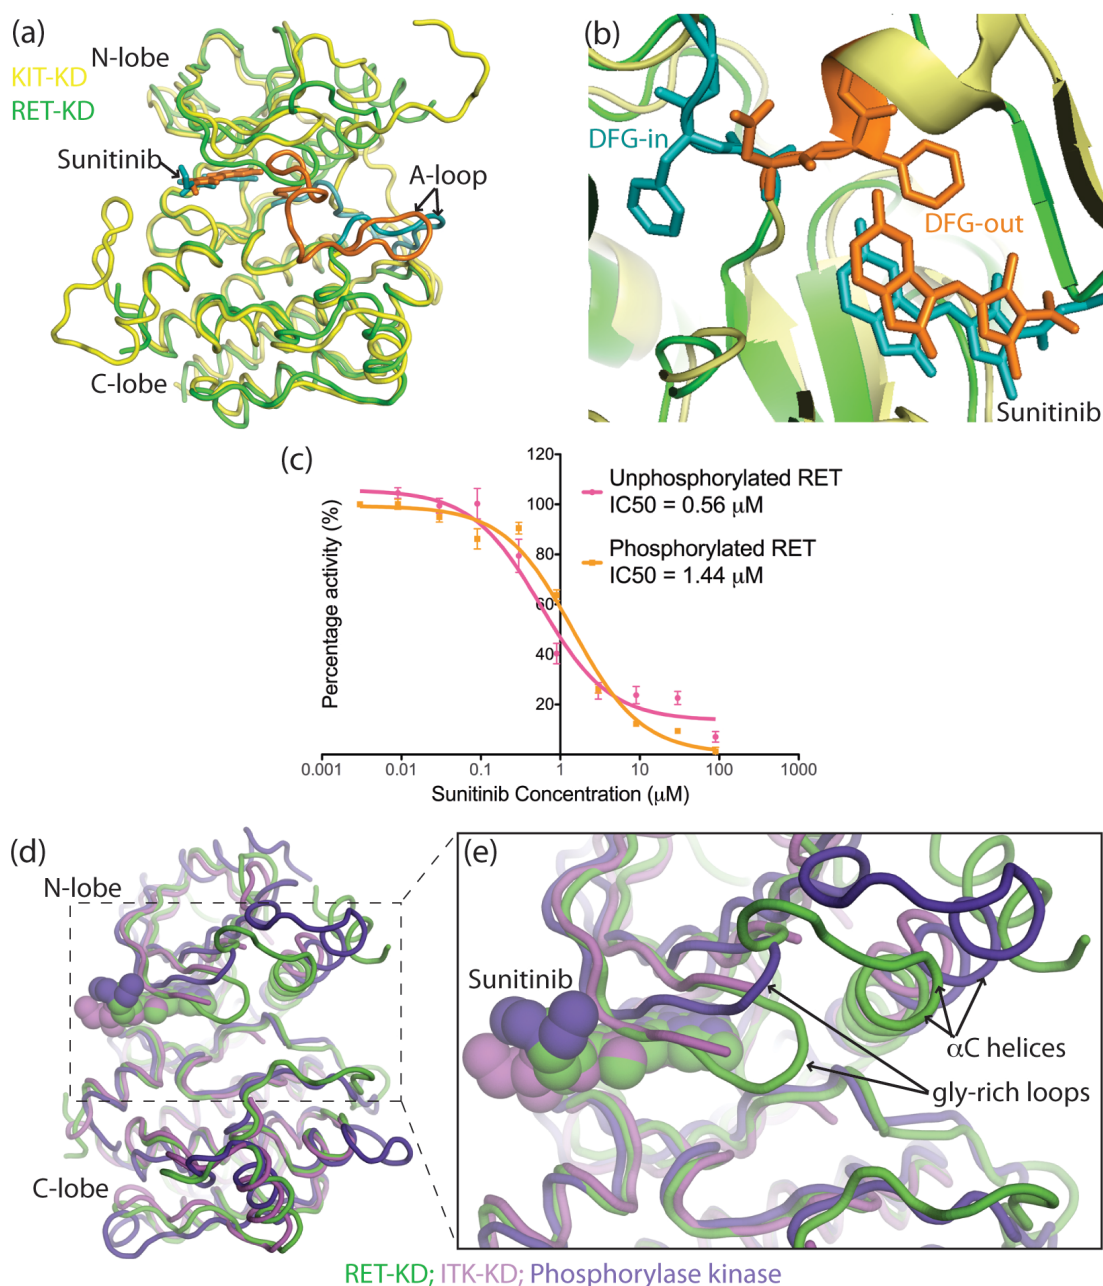 (a)
N-lobe
KIT-KD
RET-KD
Sunitinib
A-loop
C-lobe
(b)
DFG-in
DFG-out
Sunitinib
(c)
120
100
80
60
40
20
Percentage activity (%)
Unphosphorylated RET
IC50 = 0.56 μM
Phosphorylated RET
IC50 = 1.44 μM
0.001 0.01 0.1 1 10 100 1000
Sunitinib Concentration (μM)
(d)
N-lobe
C-lobe
(e)
Sunitinib
αC helices
gly-rich loops
RET-KD; ITK-KD; Phosphorylase kinase